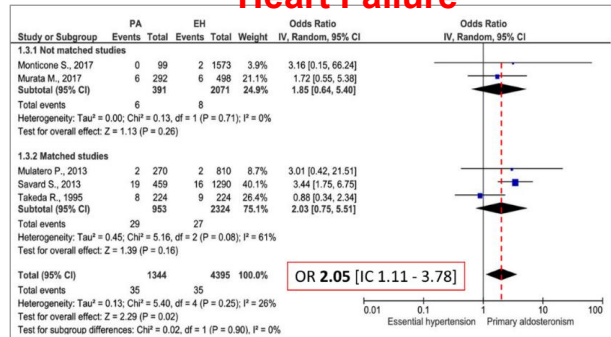 Heart Failure
PA EH Odds Ratio Odds Ratio
Study or Subgroup Events Total Events Total Weight IV, Random, 95% CI IV, Random, 95% CI
1.3.1 Not matched studies
Monticone S., 2017 0 99 2 1573 3.9% 3.16 [0.15, 66.24]
Murata M., 2017 6 292 6 498 21.1% 1.72 [0.55, 5.38]
Subtotal (95% CI) 391 2071 24.9% 1.85 [0.64, 5.40]
Total events 6 8
Heterogeneity: Tau² = 0.00; Chi² = 0.13, df = 1 (P = 0.71); I² = 0%
Test for overall effect: Z = 1.13 (P = 0.26)
1.3.2 Matched studies
Mulatero P., 2013 2 270 2 810 8.7% 3.01 [0.42, 21.51]
Savard S., 2013 19 459 16 1290 40.1% 3.44 [1.75, 6.75]
Takeda R., 1995 8 224 9 224 26.4% 0.88 [0.34, 2.34]
Subtotal (95% CI) 953 2324 75.1% 2.03 [0.75, 5.51]
Total events 29 27
Heterogeneity: Tau² = 0.45; Chi² = 5.16, df = 2 (P = 0.08); I² = 61%
Test for overall effect: Z = 1.39 (P = 0.16)
Total (95% CI) 1344 4395 100.0% OR 2.05 [IC 1.11 - 3.78]
Total events 35 35
Heterogeneity: Tau² = 0.13; Chi² = 5.40, df = 4 (P = 0.25); I² = 26%
Test for overall effect: Z = 2.29 (P = 0.02)
Test for subgroup differences: Chi² = 0.02, df = 1 (P = 0.90), I² = 0%
0.01 0.1 1 10 100
Essential hypertension Primary aldosteronism